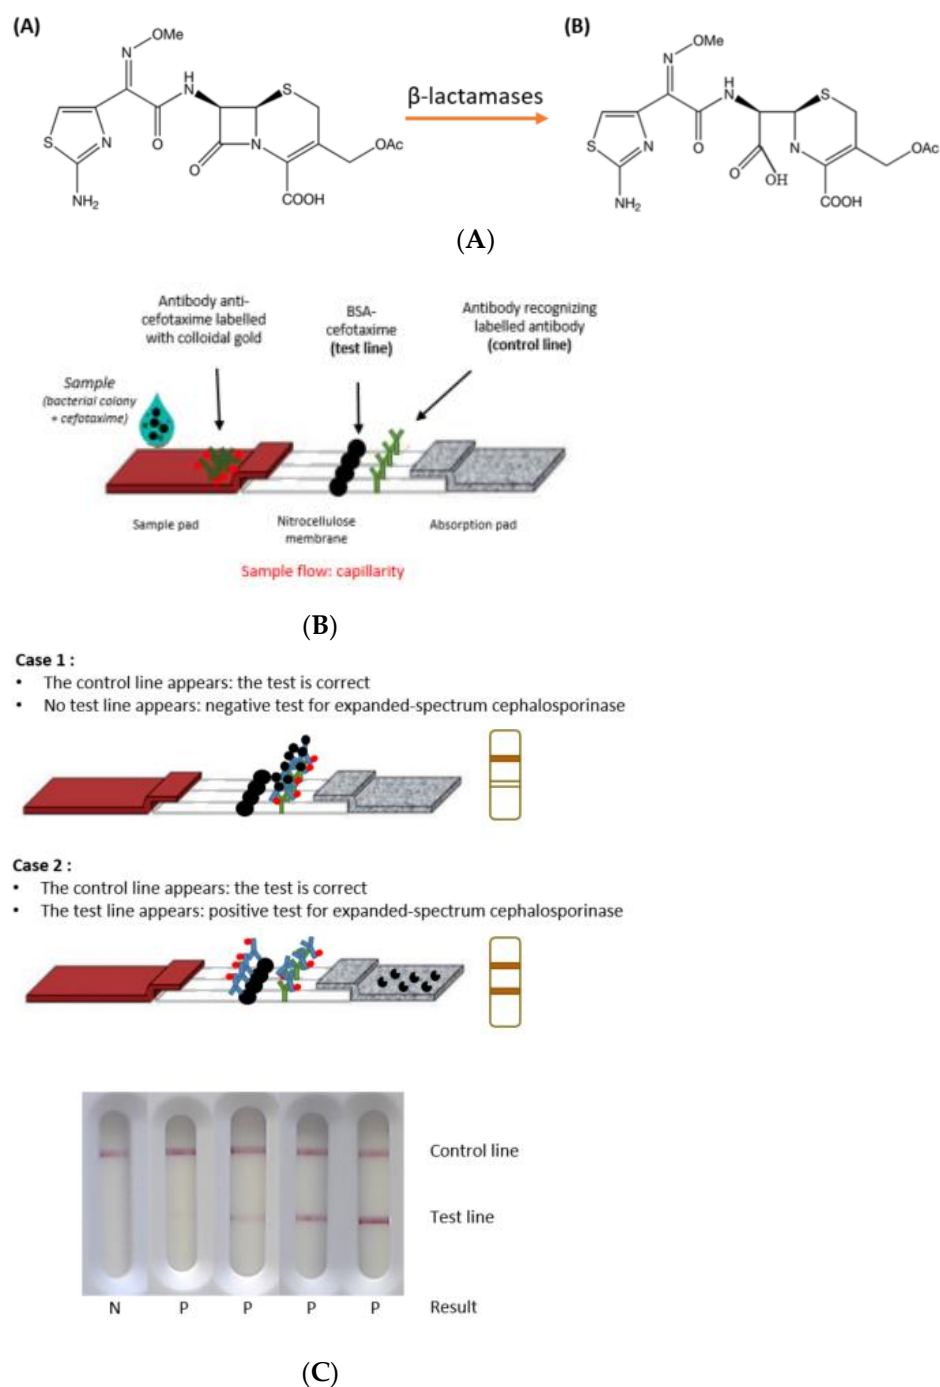 (A) (B)
OMe OMe
N N
H H
N S N S
β-lactamases
N O N OAc N O N OAc
S O S O OH
COOH COOH
NH₂ NH₂
(A)
Antibody anti-
cefotaxime labelled
with colloidal gold
BSA-
cefotaxime
(test line)
Antibody recognizing
labelled antibody
(control line)
Sample
(bacterial colony
+ cefotaxime)
Sample pad
Nitrocellulose
membrane
Absorption pad
Sample flow: capillarity
(B)
Case 1 :
• The control line appears: the test is correct
• No test line appears: negative test for expanded-spectrum cephalosporinase
Case 2 :
• The control line appears: the test is correct
• The test line appears: positive test for expanded-spectrum cephalosporinase
Control line
Test line
N P P P P Result
(C)